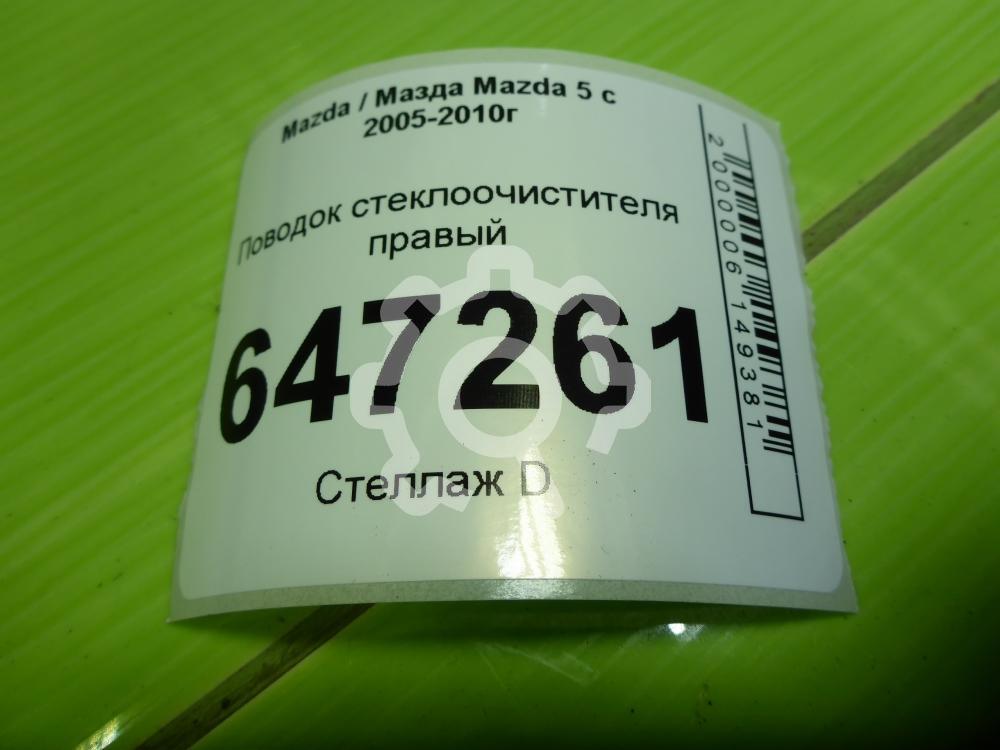 Mazda / Мазда Mazda 5 с
2005-2010г
Поводок стеклоочистителя
правый
647261
Стеллаж D
2000006149381